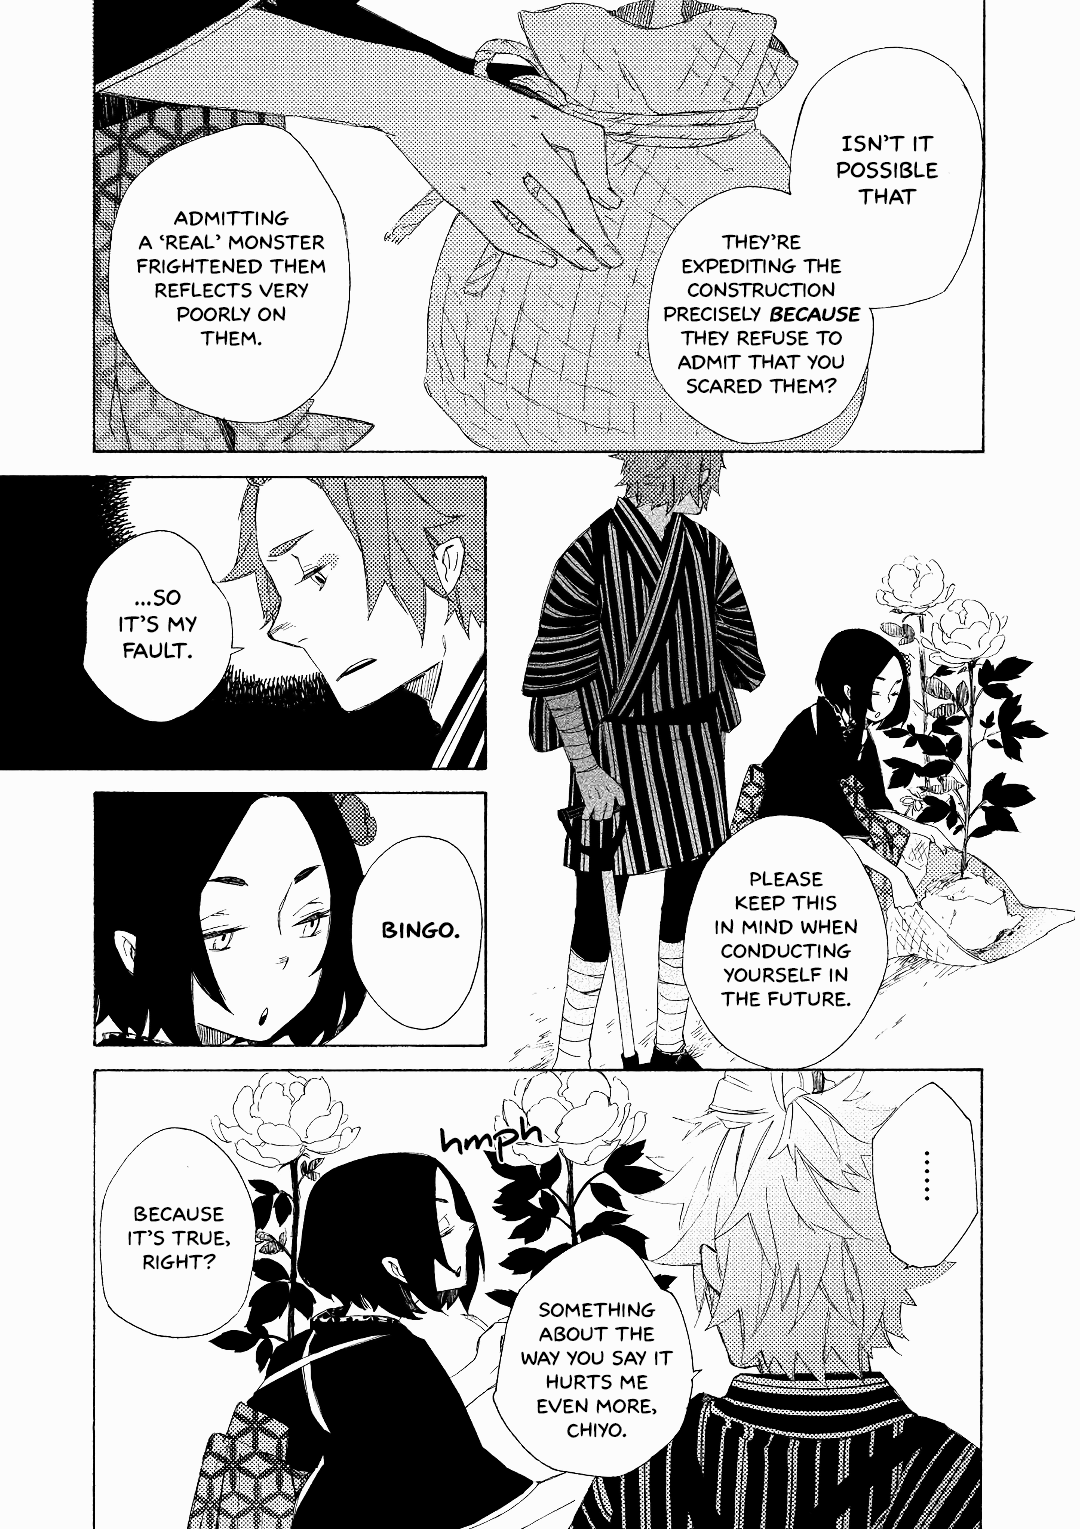 ISN'T IT
POSSIBLE
THAT
THEY'RE
EXPEDITING THE
CONSTRUCTION
PRECISELY BECAUSE
THEY REFUSE TO
ADMIT THAT YOU
SCARED THEM?
ADMITTING
A 'REAL' MONSTER
FRIGHTENED THEM
REFLECTS VERY
POORLY ON
THEM.
...SO
IT'S MY
FAULT.
BINGO.
PLEASE
KEEP THIS
IN MIND WHEN
CONDUCTING
YOURSELF IN
THE FUTURE.
......
hmph
SOMETHING
ABOUT THE
WAY YOU SAY IT
HURTS ME
EVEN MORE,
CHIYO.
BECAUSE
IT'S TRUE,
RIGHT?